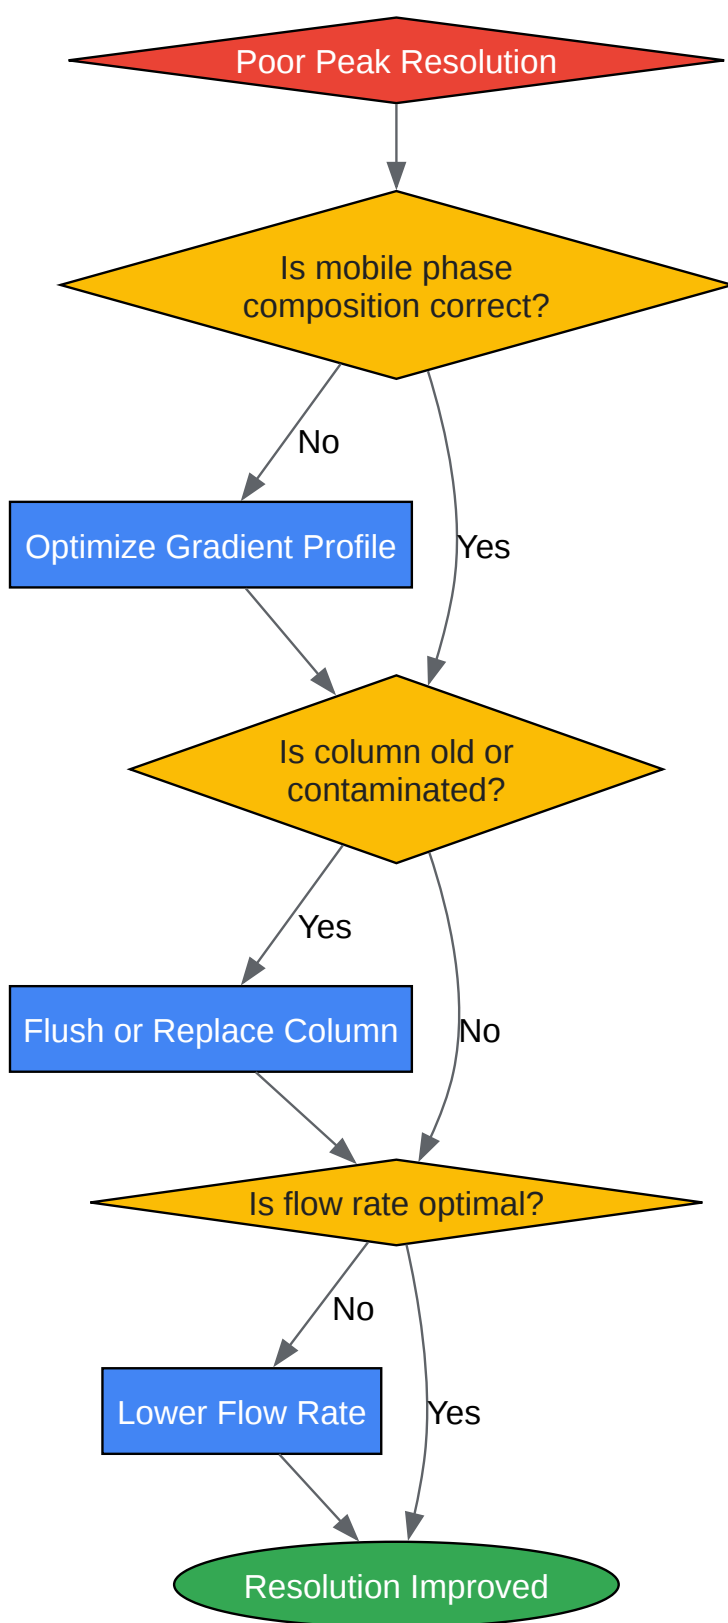 Poor Peak Resolution
Is mobile phase
composition correct?
No
Optimize Gradient Profile
Yes
Is column old or
contaminated?
Yes
Flush or Replace Column
No
Is flow rate optimal?
No
Lower Flow Rate
Yes
Resolution Improved